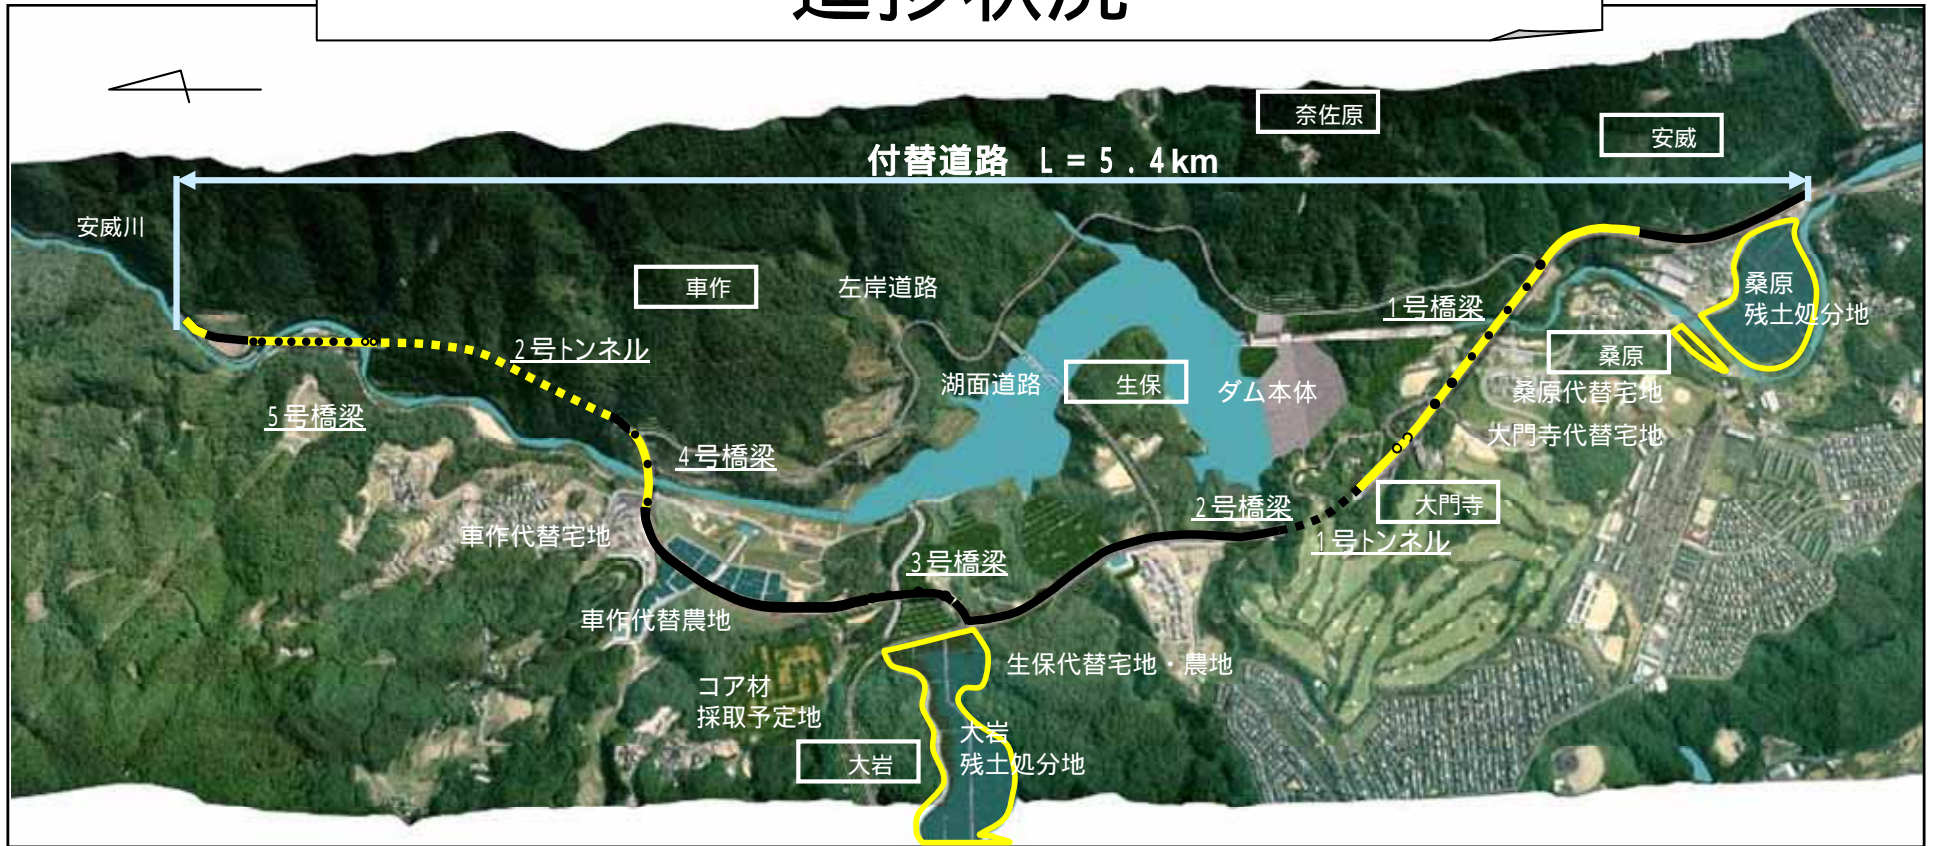 進捗状況
奈佐原
安威
付替道路　L=5.4km
安威川
車作
左岸道路
1号橋梁
桑原
残土処分地
2号トンネル
湖面道路
生保
ダム本体
桑原
桑原代替宅地
5号橋梁
4号橋梁
大門寺代替宅地
2号橋梁
大門寺
1号トンネル
車作代替宅地
3号橋梁
車作代替農地
生保代替宅地・農地
コア材
採取予定地
大岩
大岩
残土処分地